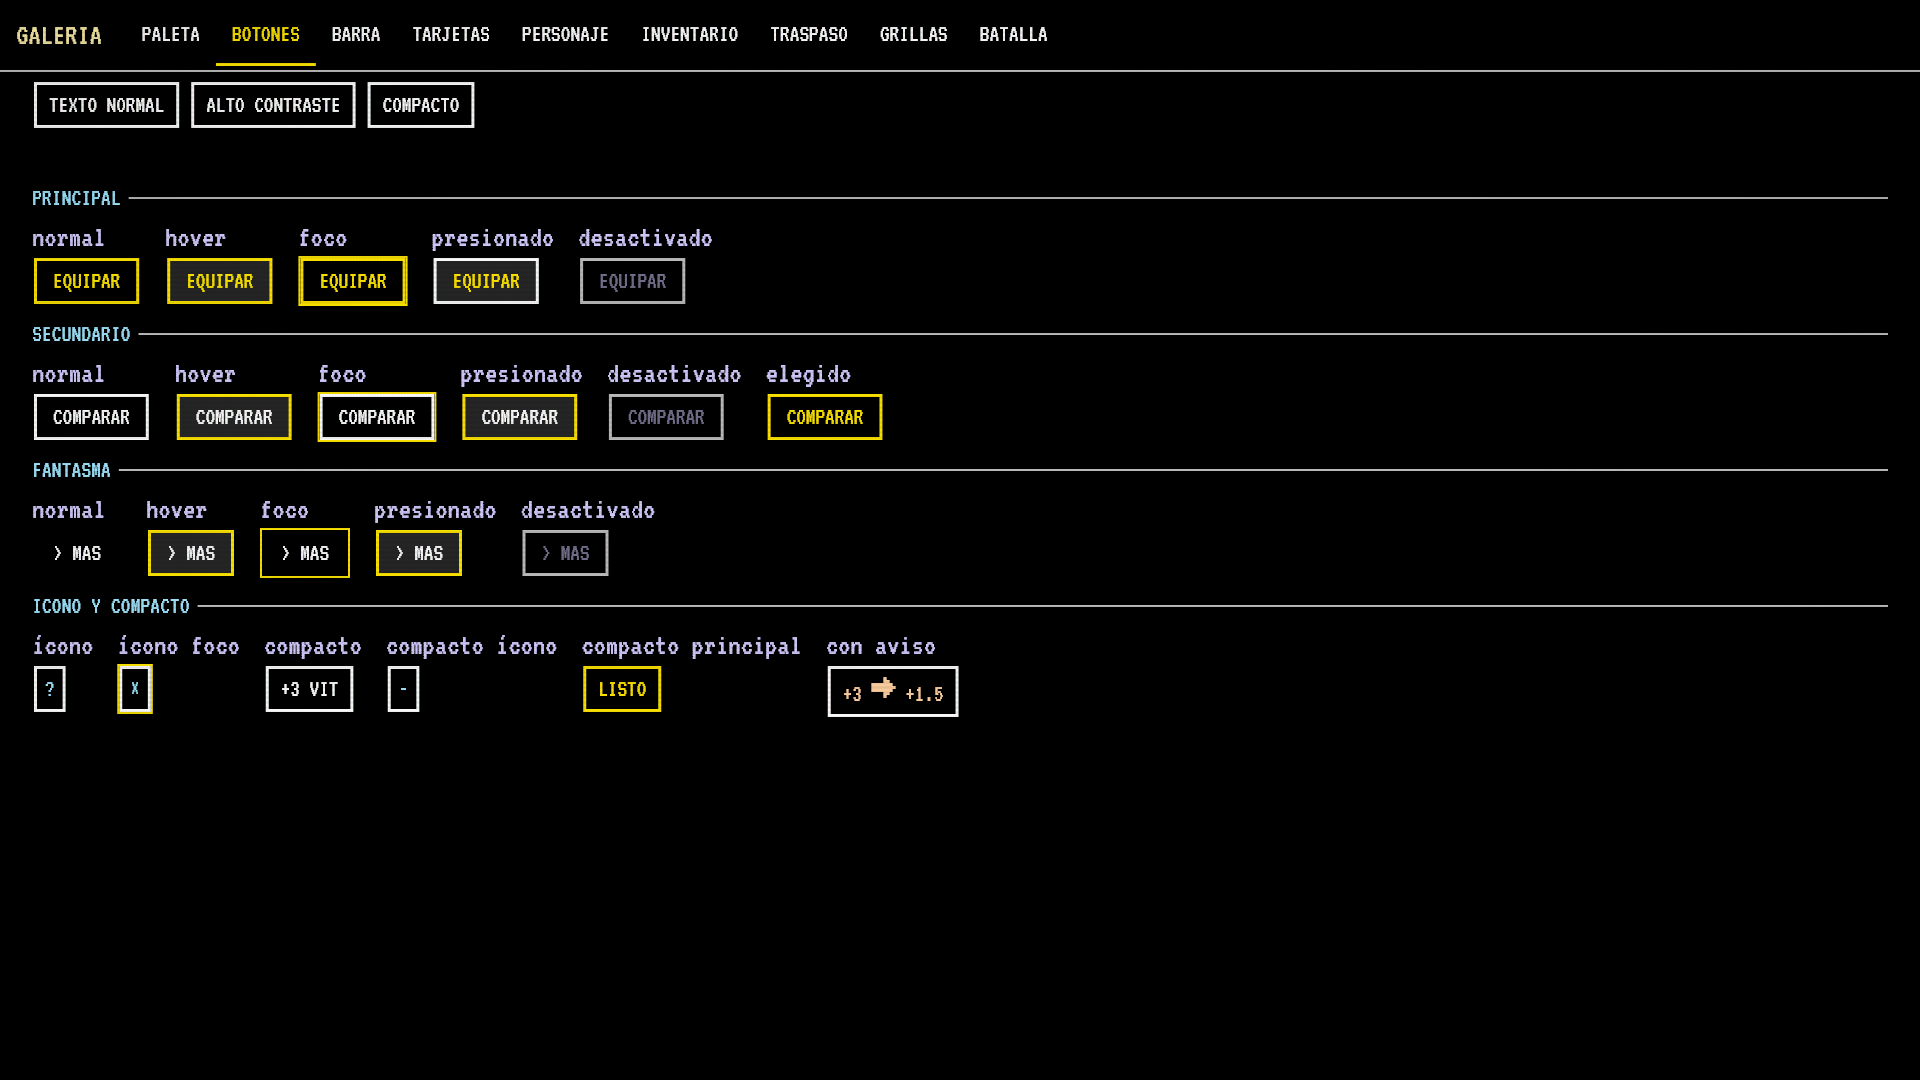 GALERIA PALETA BOTONES BARRA TARJETAS PERSONAJE INVENTARIO TRASPASO GRILLAS BATALLA
TEXTO NORMAL ALTO CONTRASTE COMPACTO
PRINCIPAL
normal hover foco presionado desactivado
EQUIPAR EQUIPAR EQUIPAR EQUIPAR EQUIPAR
SECUNDARIO
normal hover foco presionado desactivado elegido
COMPARAR COMPARAR COMPARAR COMPARAR COMPARAR COMPARAR
FANTASMA
normal hover foco presionado desactivado
> MAS > MAS > MAS > MAS > MAS
ICONO Y COMPACTO
ícono ícono foco compacto compacto ícono compacto principal con aviso
? X +3 VIT - LISTO +3 ➡ +1.5